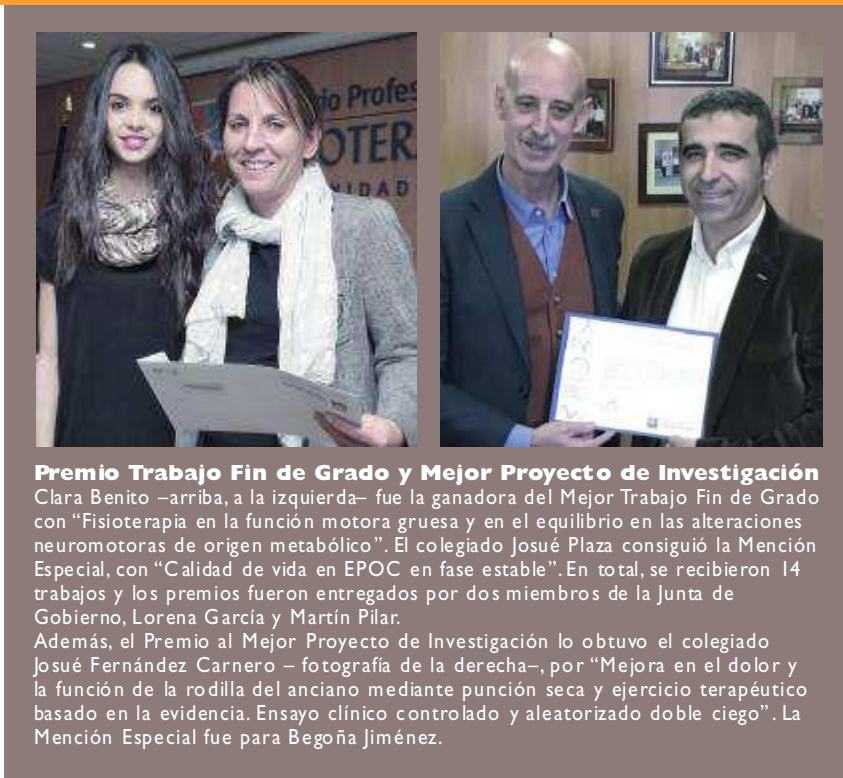 io Profes
OTER
NIDAD
Premio Trabajo Fin de Grado y Mejor Proyecto de Investigación
Clara Benito –arriba, a la izquierda– fue la ganadora del Mejor Trabajo Fin de Grado
con “Fisioterapia en la función motora gruesa y en el equilibrio en las alteraciones
neuromotoras de origen metabólico”. El colegiado Josué Plaza consiguió la Mención
Especial, con “Calidad de vida en EPOC en fase estable”. En total, se recibieron 14
trabajos y los premios fueron entregados por dos miembros de la Junta de
Gobierno, Lorena García y Martín Pilar.
Además, el Premio al Mejor Proyecto de Investigación lo obtuvo el colegiado
Josué Fernández Carnero – fotografía de la derecha–, por “Mejora en el dolor y
la función de la rodilla del anciano mediante punción seca y ejercicio terapéutico
basado en la evidencia. Ensayo clínico controlado y aleatorizado doble ciego”. La
Mención Especial fue para Begoña Jiménez.